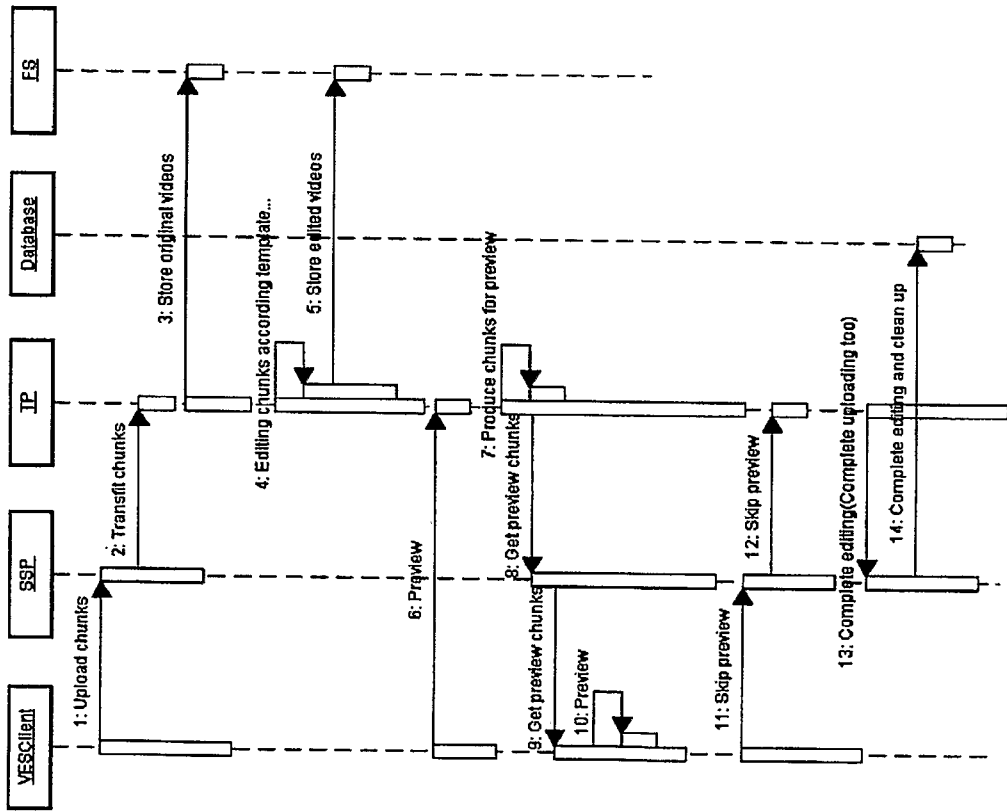 VESClient
SSP
TP
Database
FS
1: Upload chunks
2: Transfit chunks
3: Store original videos
4: Editing chunks according template...
5: Store edited videos
6: Preview
7: Produce chunks for preview
8: Get preview chunks
9: Get preview chunks
10: Preview
11: Skip preview
12: Skip preview
13: Complete editing(Complete uploading too)
14: Complete editing and clean up